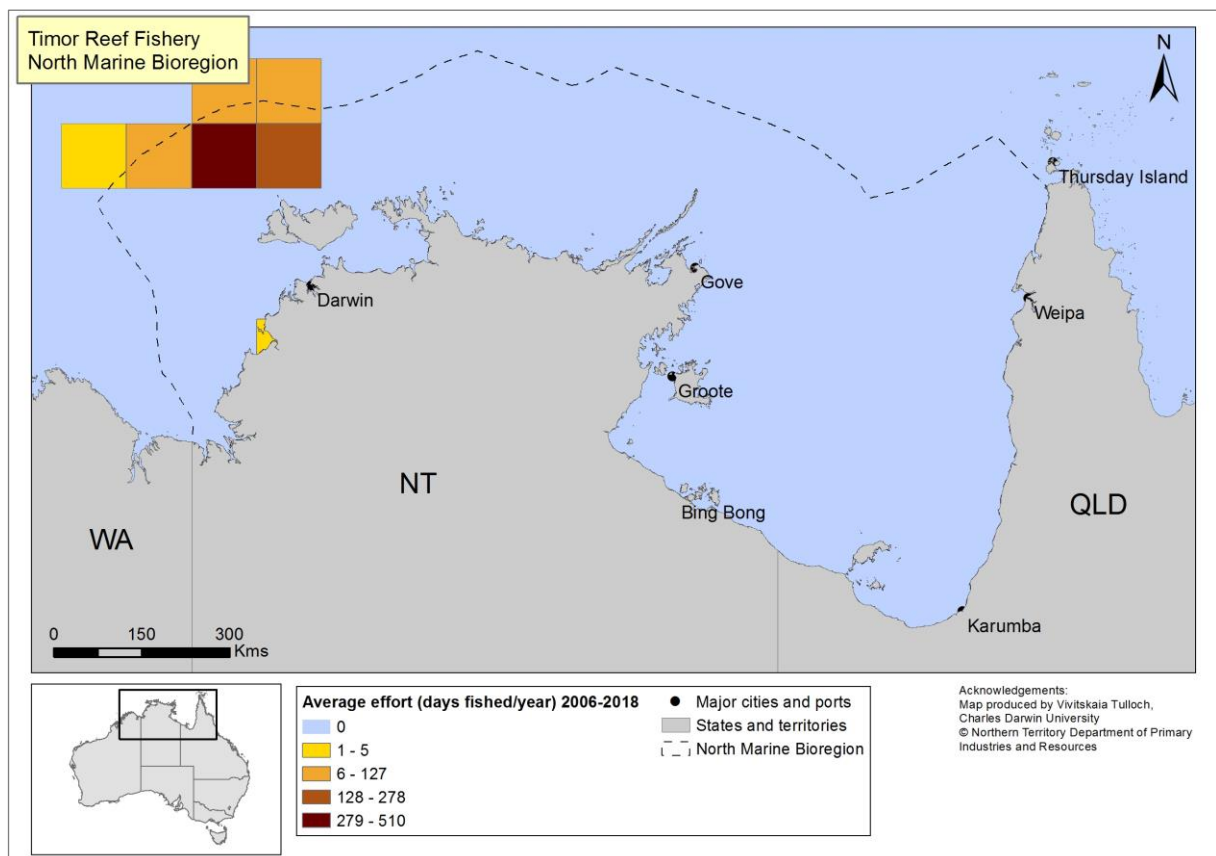 Timor Reef Fishery
North Marine Bioregion
N
Thursday Island
Gove
Darwin
Weipa
Groote
NT
Bing Bong
QLD
WA
Karumba
0 150 300
Kms
Average effort (days fished/year) 2006-2018
0
1 - 5
6 - 127
128 - 278
279 - 510
Major cities and ports
States and territories
North Marine Bioregion
Acknowledgements:
Map produced by Vivitskaia Tulloch,
Charles Darwin University
© Northern Territory Department of Primary
Industries and Resources